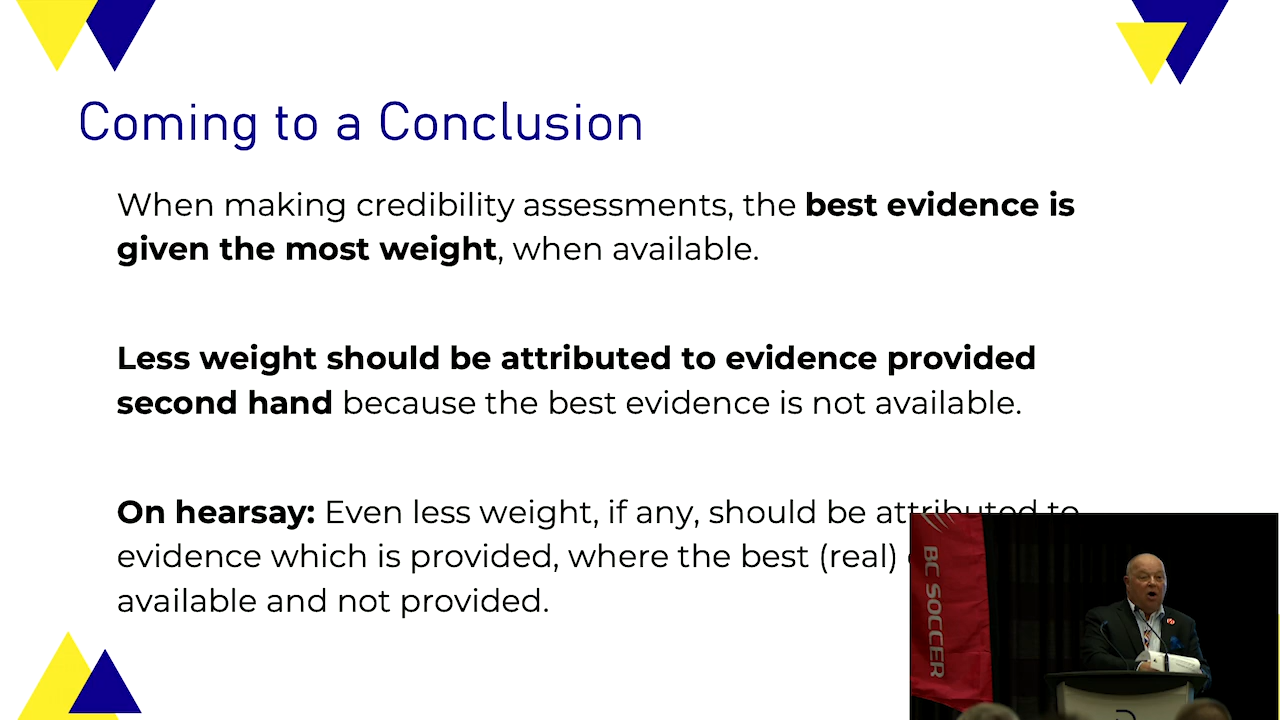 Coming to a Conclusion
When making credibility assessments, the best evidence is
given the most weight, when available.
Less weight should be attributed to evidence provided
second hand because the best evidence is not available.
On hearsay: Even less weight, if any, should be attributed to
evidence which is provided, where the best (real)
available and not provided.
BC SOCCER